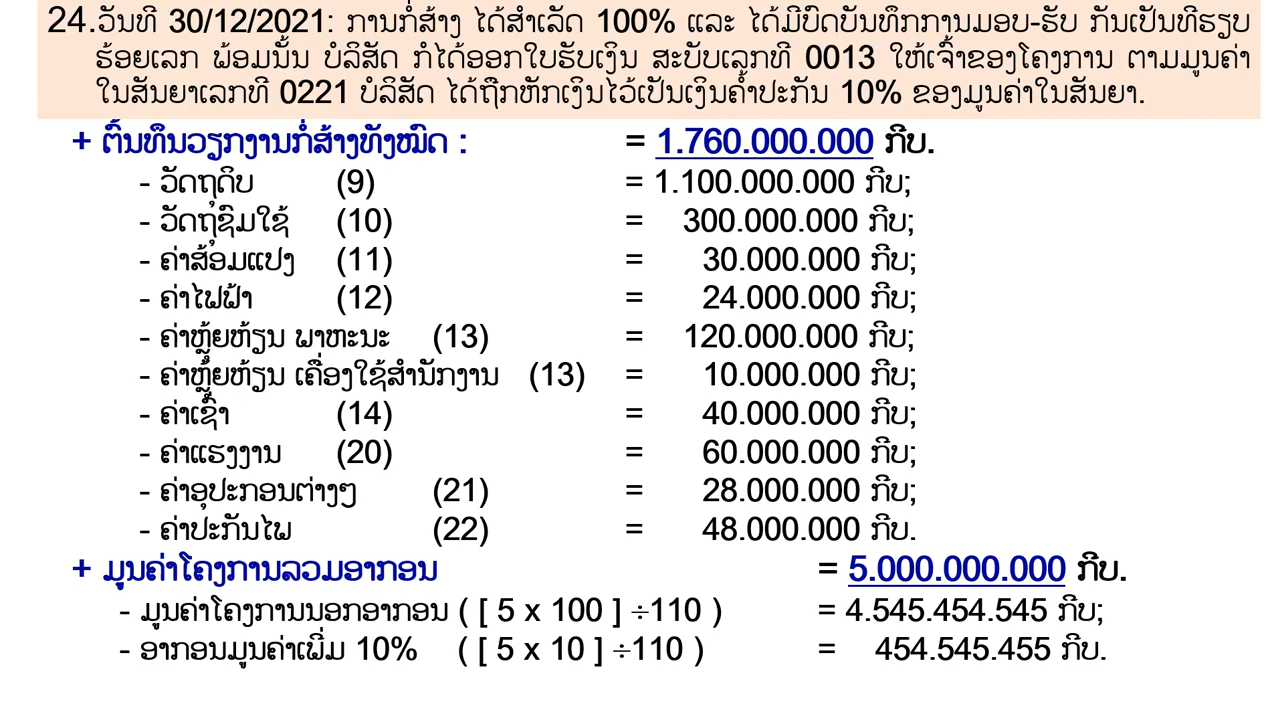 24.ວັນທີ 30/12/2021: ການກໍ່ສ້າງ ໄດ້ສໍາເລັດ 100% ແລະ ໄດ້ມີບົດບັນທຶກການມອບ-ຮັບ ກັນເປັນທີ່ຮຽບ
ຮ້ອຍເລກ ພ້ອມນັ້ນ ບໍລິສັດ ກໍໄດ້ອອກໃບຮັບເງິນ ສະບັບເລກທີ 0013 ໃຫ້ເຈົ້າຂອງໂຄງການ ຕາມມູນຄ່າ
ໃນສັນຍາເລກທີ 0221 ບໍລິສັດ ໄດ້ຖືກຫັກເງິນໄວ້ເປັນເງິນຄໍ້າປະກັນ 10% ຂອງມູນຄ່າໃນສັນຍາ.
+ ຕົ້ນທຶນວຽກງານກໍ່ສ້າງທັງໝົດ : = 1.760.000.000 ກີບ.
- ວັດຖຸດິບ (9) = 1.100.000.000 ກີບ;
- ວັດຖຸຊົມໃຊ້ (10) = 300.000.000 ກີບ;
- ຄ່າສ້ອມແປງ (11) = 30.000.000 ກີບ;
- ຄ່າໄຟຟ້າ (12) = 24.000.000 ກີບ;
- ຄ່າຫຼຸ້ຍຫ້ຽນ ພາຫະນະ (13) = 120.000.000 ກີບ;
- ຄ່າຫຼຸ້ຍຫ້ຽນ ເຄື່ອງໃຊ້ສໍານັກງານ (13) = 10.000.000 ກີບ;
- ຄ່າເຊົ່າ (14) = 40.000.000 ກີບ;
- ຄ່າແຮງງານ (20) = 60.000.000 ກີບ;
- ຄ່າອຸປະກອນຕ່າງໆ (21) = 28.000.000 ກີບ;
- ຄ່າປະກັນໄພ (22) = 48.000.000 ກີບ.
+ ມູນຄ່າໂຄງການລວມອາກອນ = 5.000.000.000 ກີບ.
- ມູນຄ່າໂຄງການນອກອາກອນ ( [ 5 x 100 ] ÷110 ) = 4.545.454.545 ກີບ;
- ອາກອນມູນຄ່າເພີ່ມ 10% ( [ 5 x 10 ] ÷110 ) = 454.545.455 ກີບ.